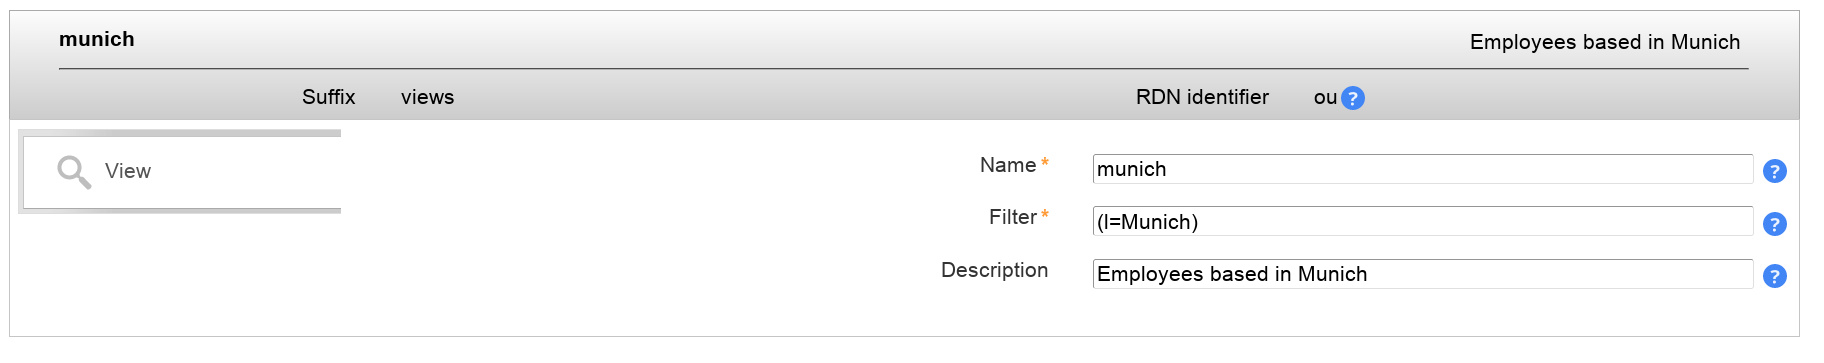 munich
Employees based in Munich
Suffix views RDN identifier ou ?
View
Name * munich ?
Filter * (l=Munich) ?
Description Employees based in Munich ?